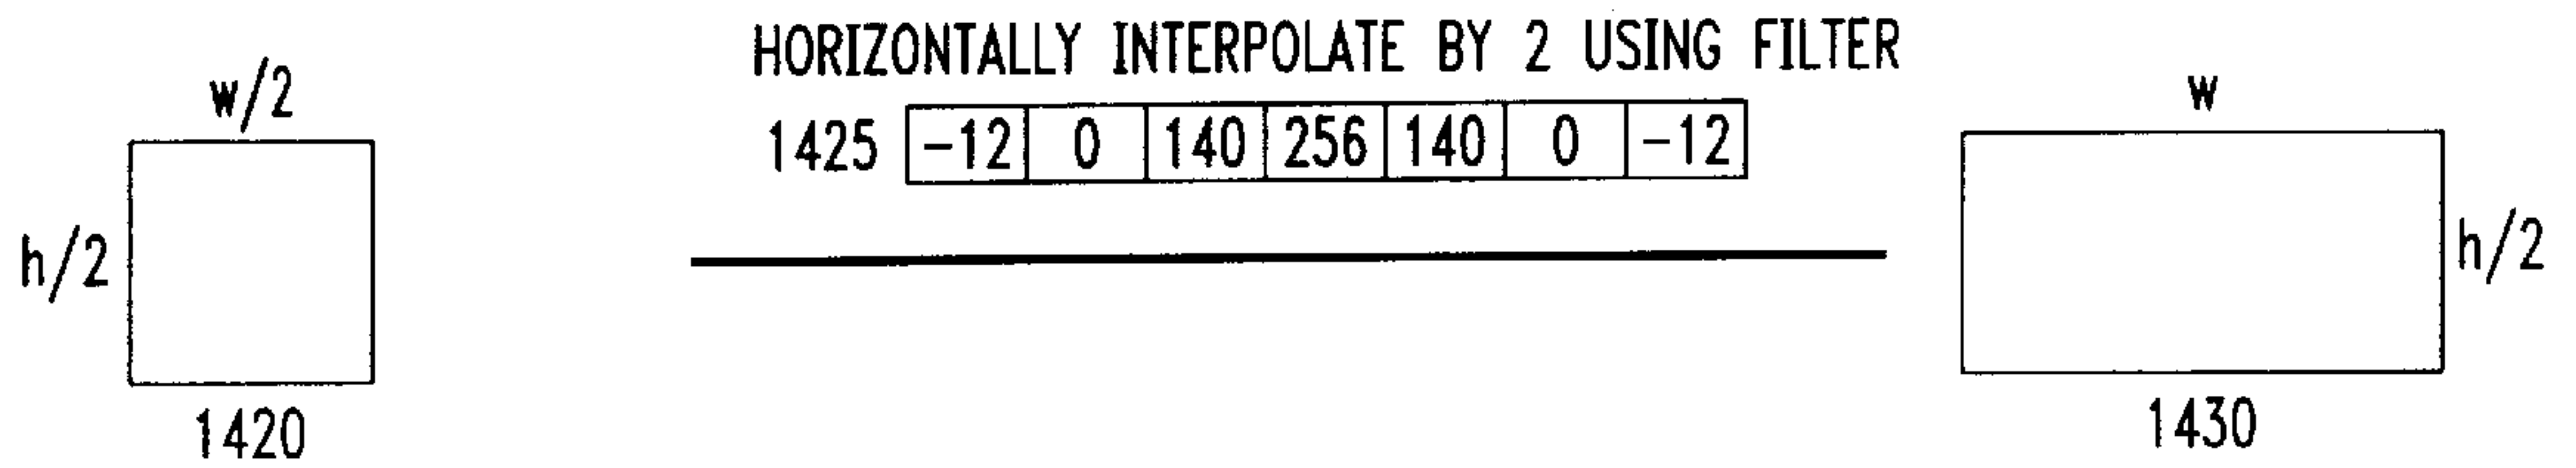 HORIZONTALLY INTERPOLATE BY 2 USING FILTER
w/2
w
1425 -12 0 140 256 140 0 -12
h/2
h/2
1420
1430